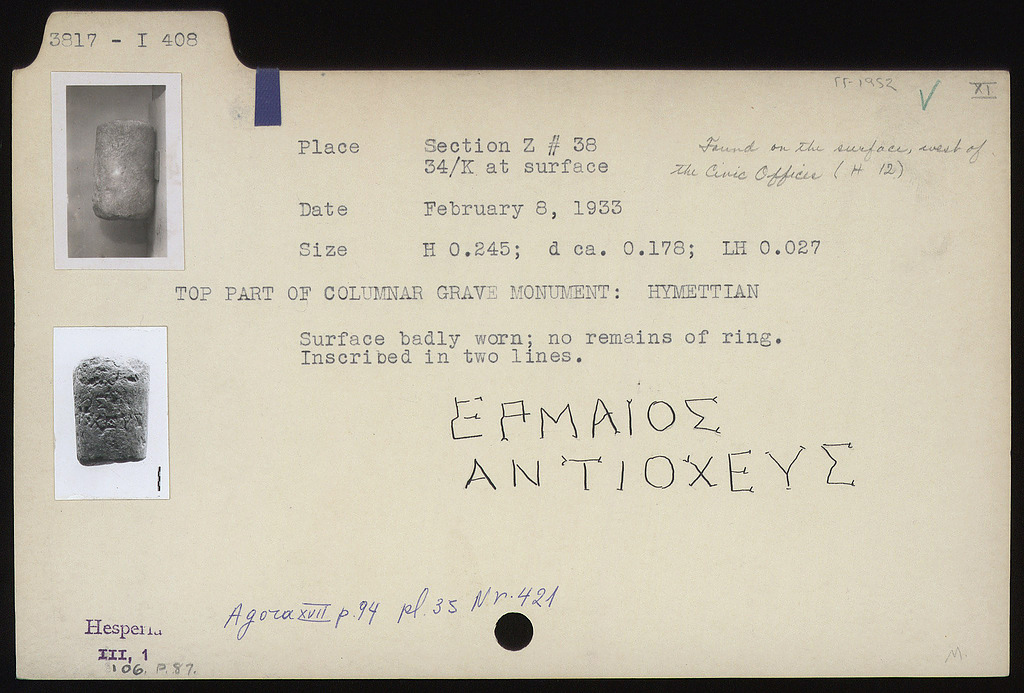 3817 - I 408
ΓΓ-1952
XI
Place Section Z # 38
34/K at surface
Found on the surface, west of
the Civic Offices (H 12)
Date February 8, 1933
Size H 0.245; d ca. 0.178; LH 0.027
TOP PART OF COLUMNAR GRAVE MONUMENT: HYMETTIAN
Surface badly worn; no remains of ring.
Inscribed in two lines.
ΕΡΜΑΙΟΣ
ΑΝΤΙΟΧΕΥΣ
Agora XVII p.94 pl.35 Nr.421
Hesperia
III, 1
106. P.87.
M.